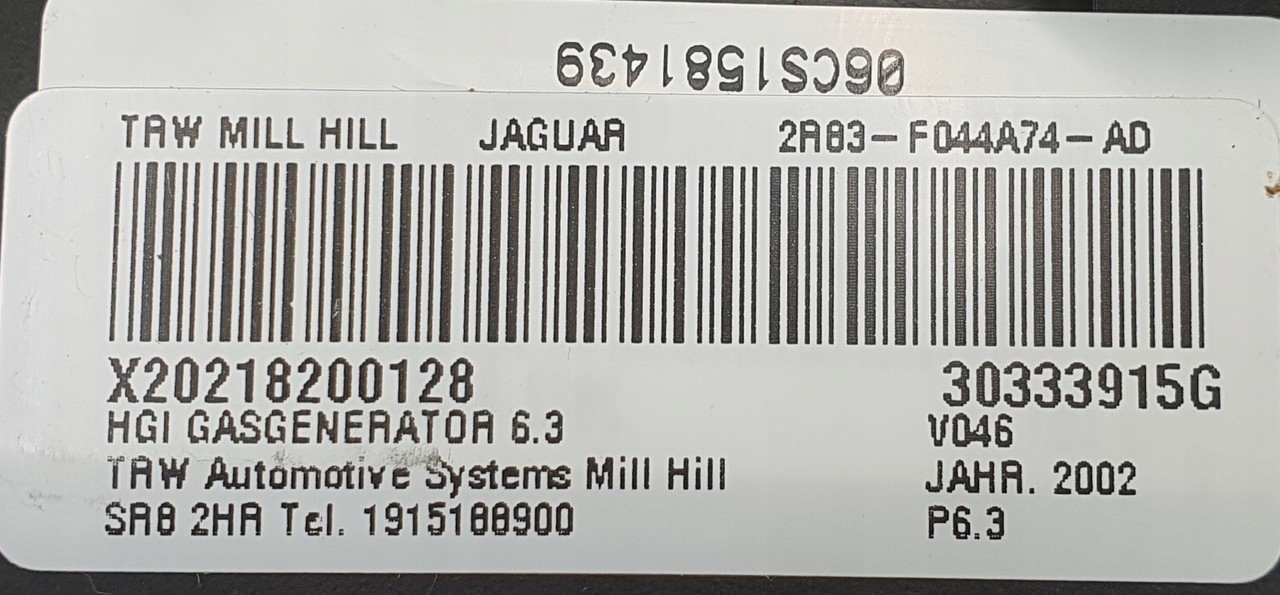 06CS1581439
TRW MILL HILL JAGUAR 2R83-F044A74-AD
X20218200128 30333915G
HGI GASGENERATOR 6.3 V046
TRW Automotive Systems Mill Hill JAHR. 2002
SR8 2HR Tel. 1915188900 P6.3